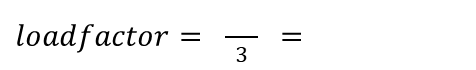 loadfactor = ― =
3